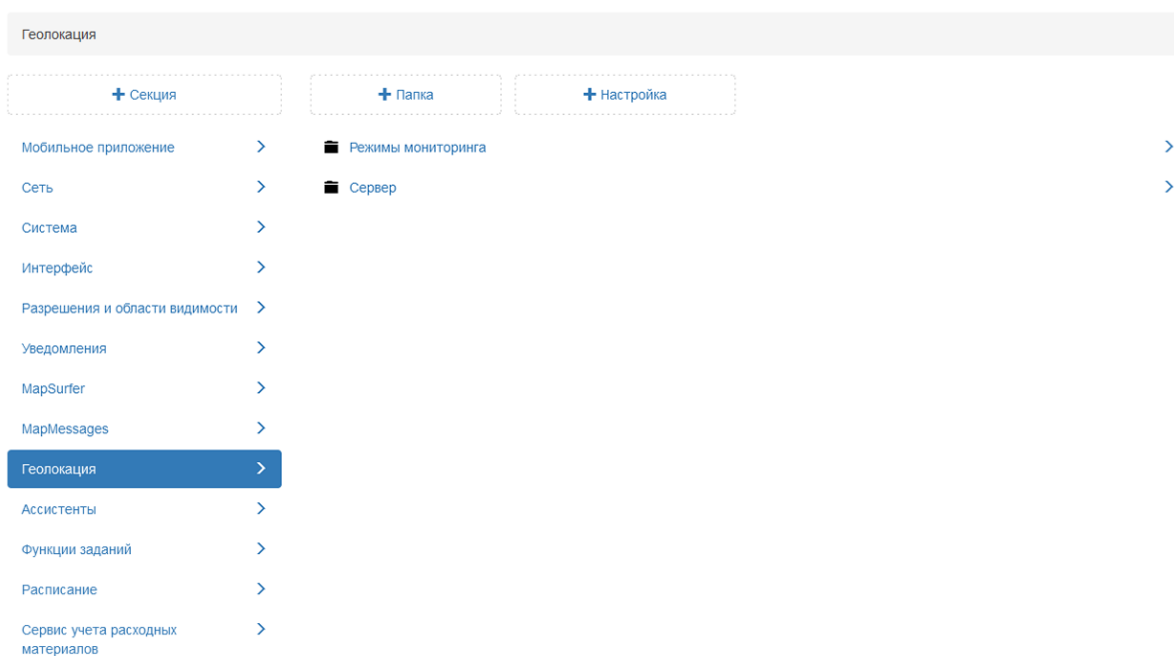 Геолокация
Секция
Папка
Настройка
Мобильное приложение
Режимы мониторинга
Сеть
Сервер
Система
Интерфейс
Разрешения и области видимости
Уведомления
MapSurfer
MapMessages
Геолокация
Ассистенты
Функции заданий
Расписание
Сервис учета расходных
материалов